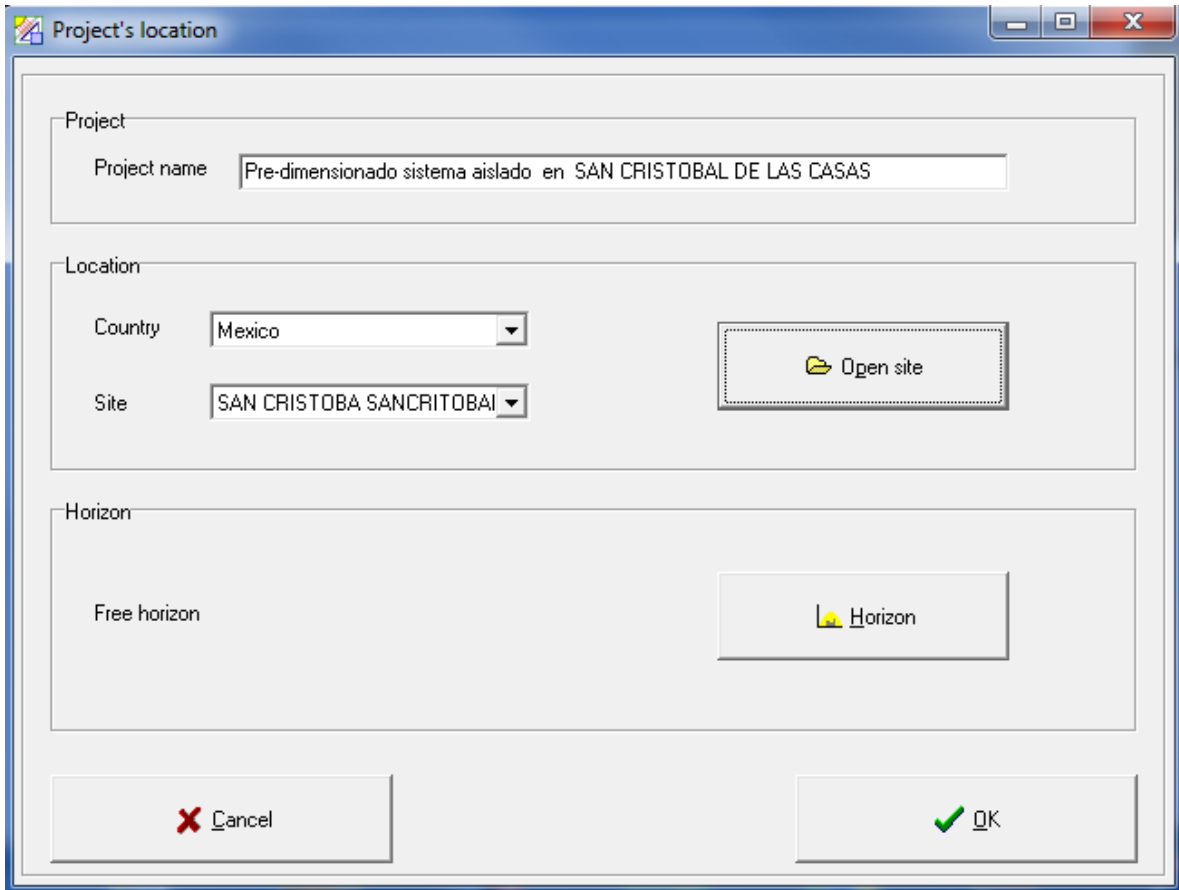 Project's location
Project
Project name Pre-dimensionado sistema aislado en SAN CRISTOBAL DE LAS CASAS
Location
Country Mexico
Open site
Site SAN CRISTOBA SANCRITOBAl
Horizon
Free horizon Horizon
Cancel OK